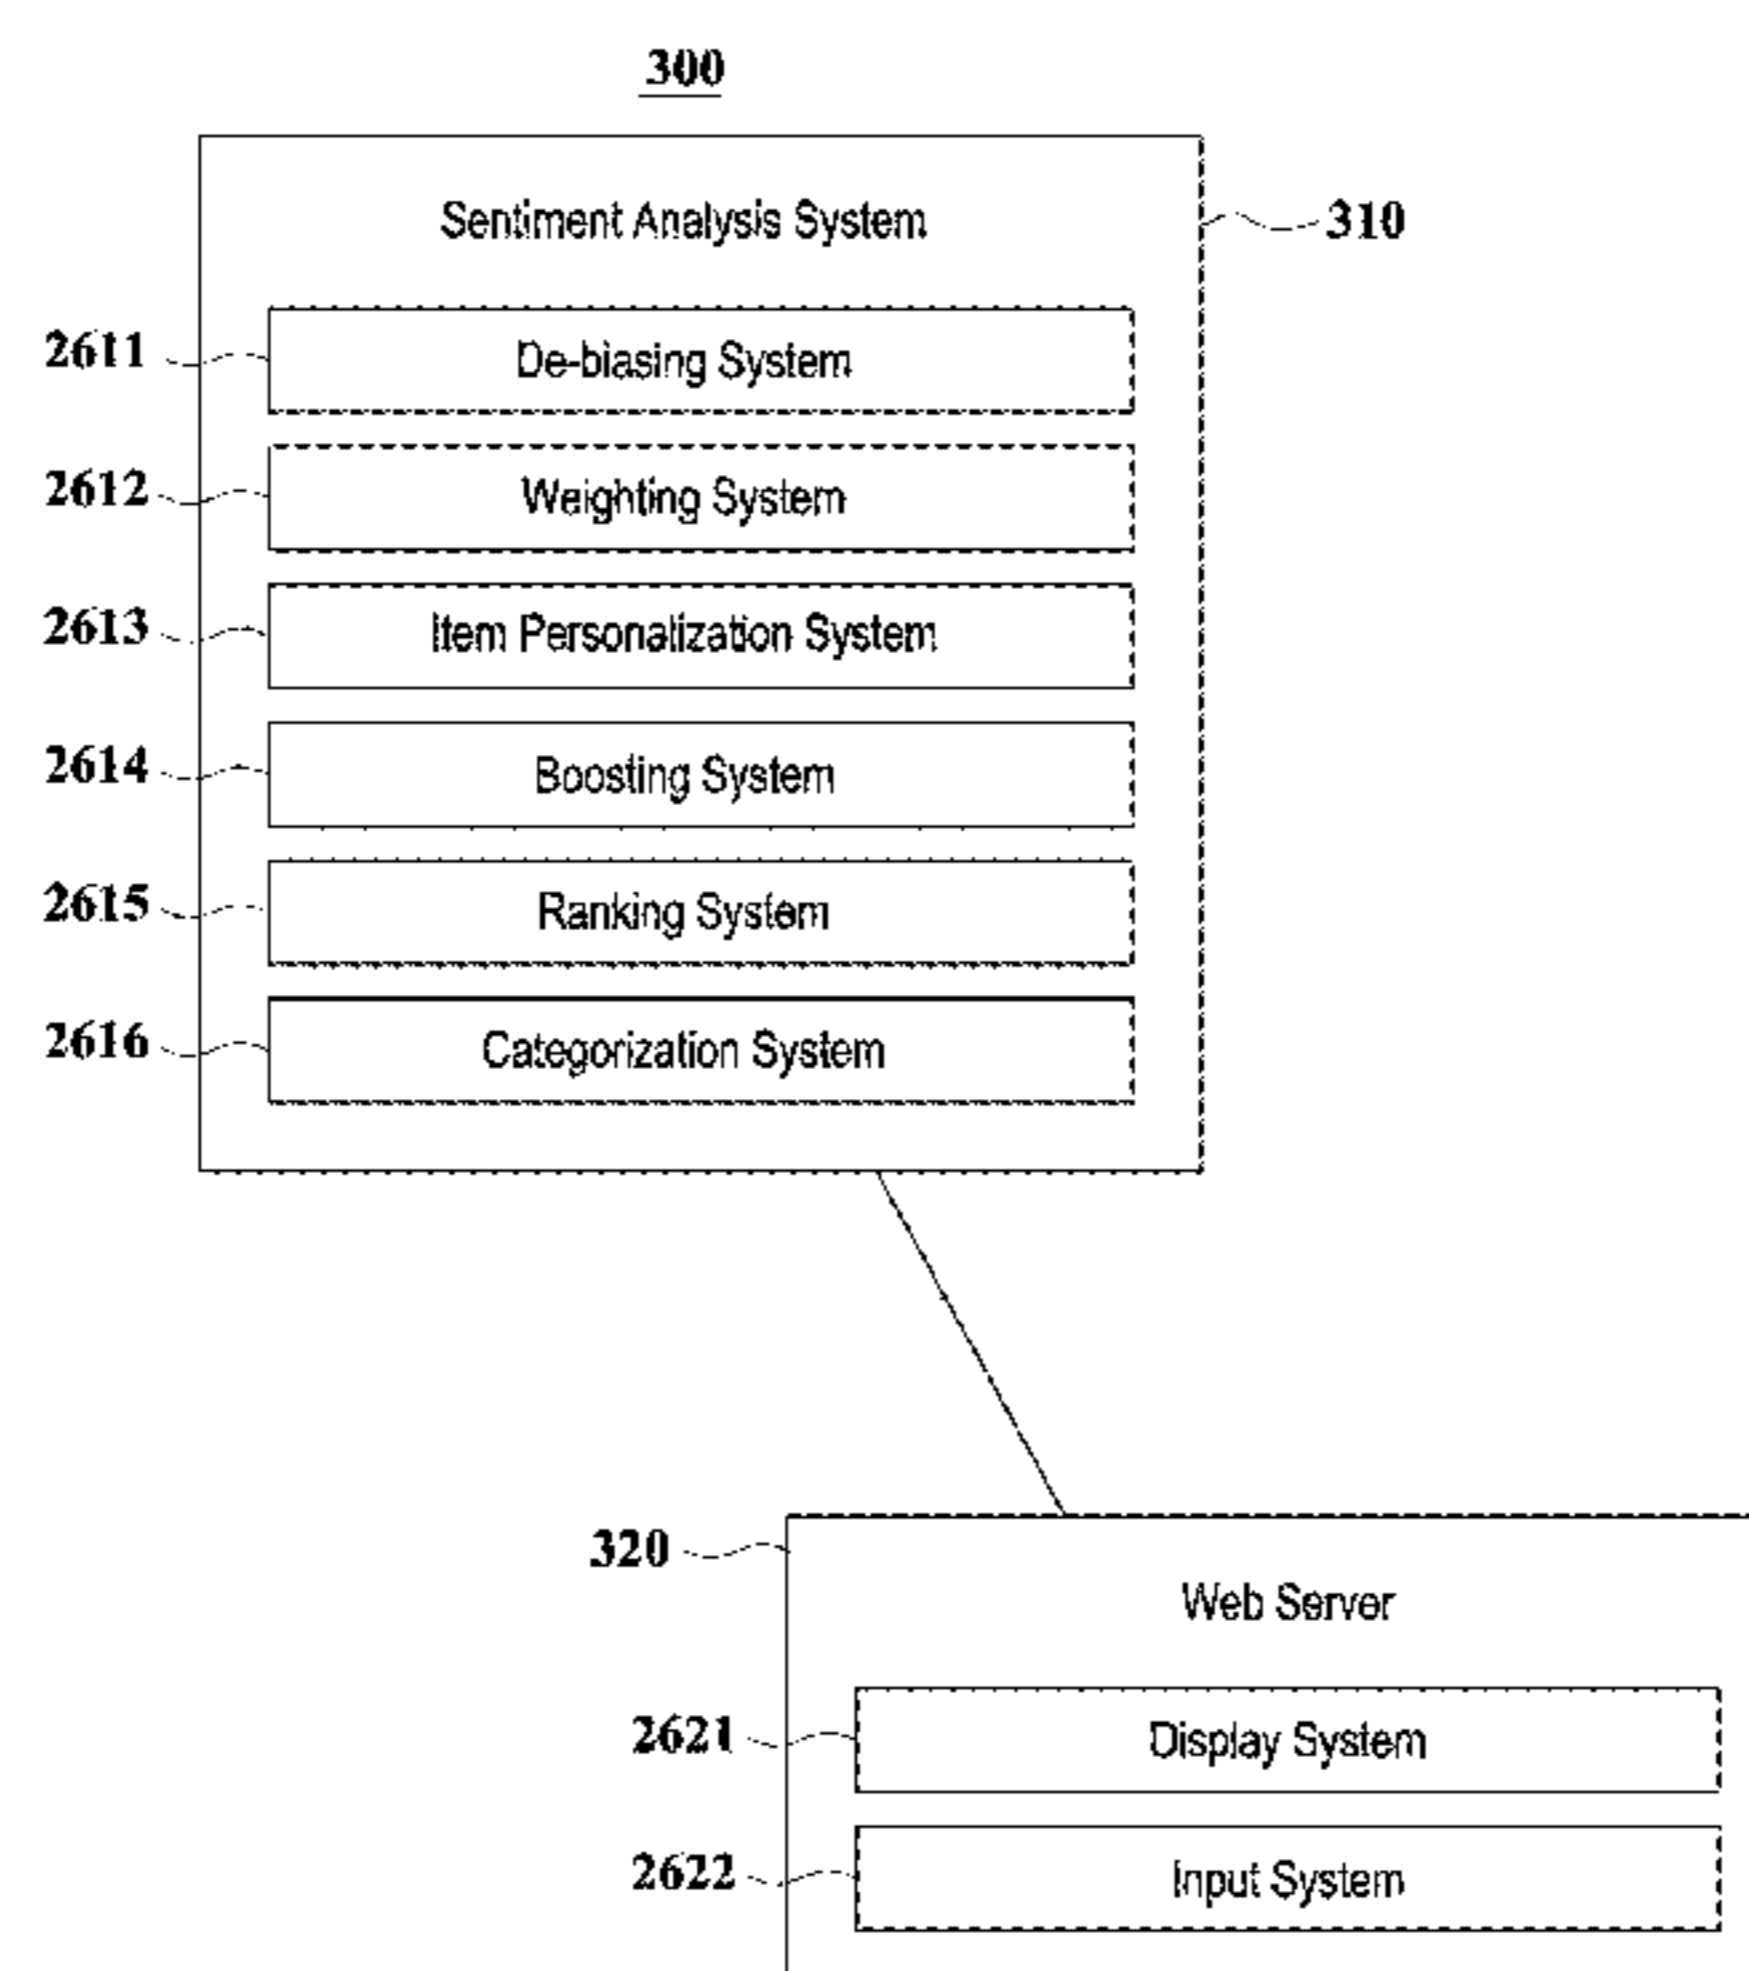 300
Sentiment Analysis System
310
2611
De-biasing System
2612
Weighting System
2613
Item Personalization System
2614
Boosting System
2615
Ranking System
2616
Categorization System
320
Web Server
2621
Display System
2622
Input System